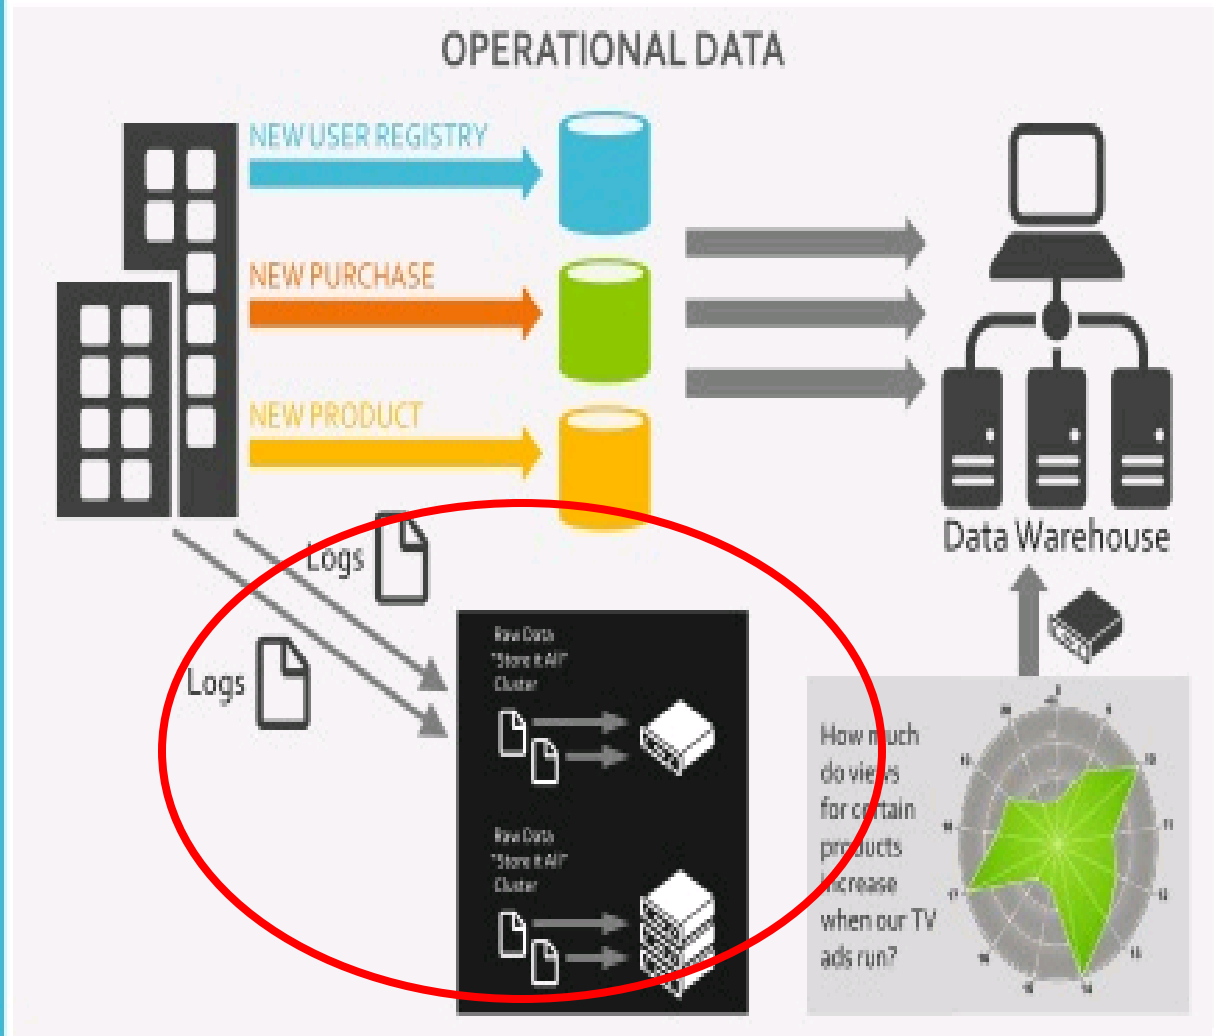 OPERATIONAL DATA
NEW USER REGISTRY
NEW PURCHASE
NEW PRODUCT
Logs
Logs
Data Warehouse
Raw Data
"Store it All"
Cluster
Raw Data
"Store it All"
Cluster
How much
do views
for certain
products
increase
when our TV
ads run?